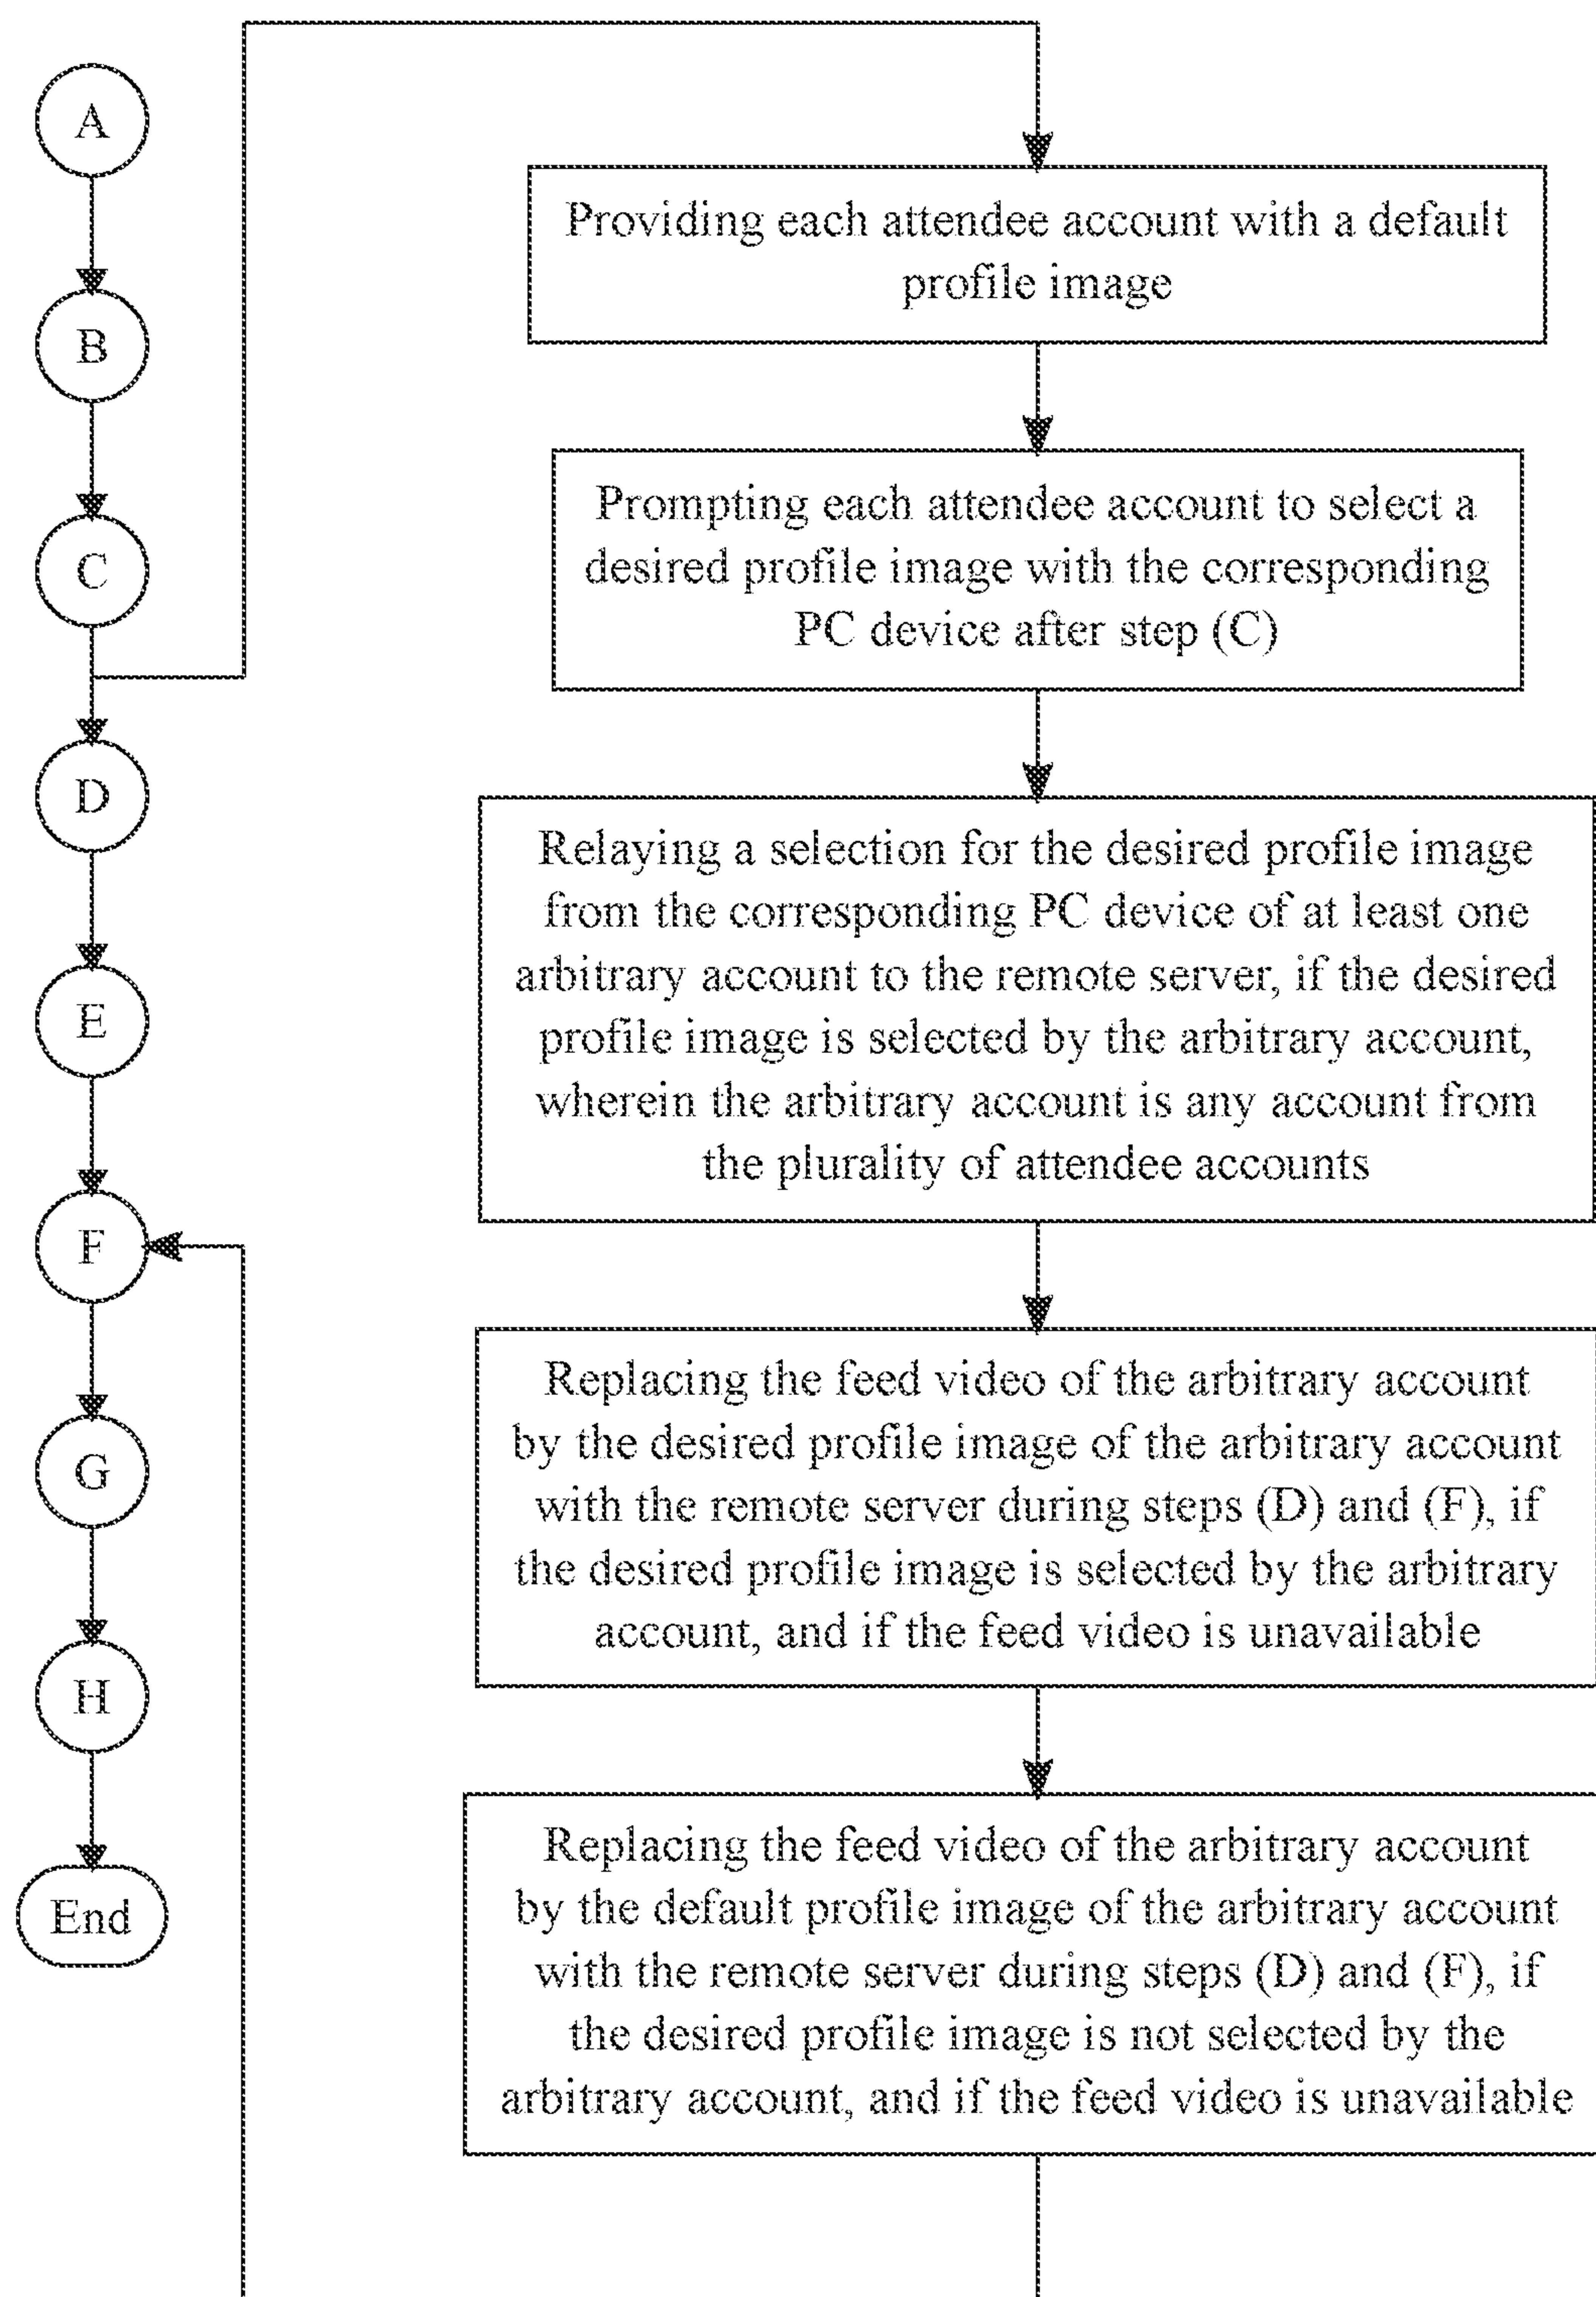 A
B
C
D
E
F
G
H
End
Providing each attendee account with a default
profile image
Prompting each attendee account to select a
desired profile image with the corresponding
PC device after step (C)
Relaying a selection for the desired profile image
from the corresponding PC device of at least one
arbitrary account to the remote server, if the desired
profile image is selected by the arbitrary account,
wherein the arbitrary account is any account from
the plurality of attendee accounts
Replacing the feed video of the arbitrary account
by the desired profile image of the arbitrary account
with the remote server during steps (D) and (F), if
the desired profile image is selected by the arbitrary
account, and if the feed video is unavailable
Replacing the feed video of the arbitrary account
by the default profile image of the arbitrary account
with the remote server during steps (D) and (F), if
the desired profile image is not selected by the
arbitrary account, and if the feed video is unavailable